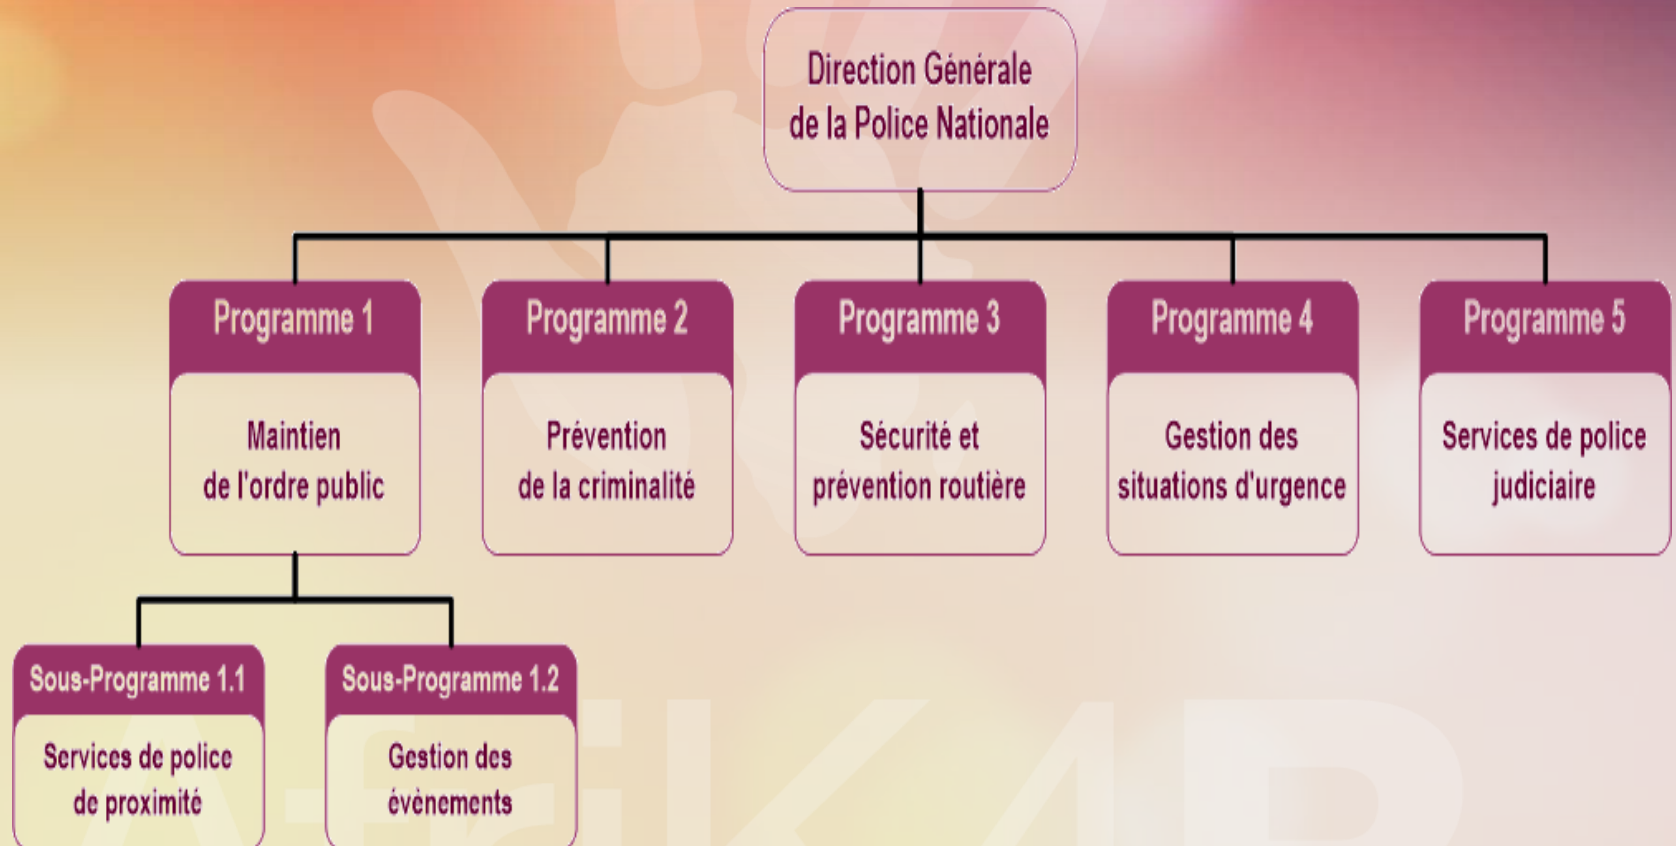 Direction Générale
de la Police Nationale
Programme 1
Programme 2
Programme 3
Programme 4
Programme 5
Maintien
de l'ordre public
Prévention
de la criminalité
Sécurité et
prévention routière
Gestion des
situations d'urgence
Services de police
judiciaire
Sous-Programme 1.1
Sous-Programme 1.2
Services de police
de proximité
Gestion des
évènements
AfriK4R